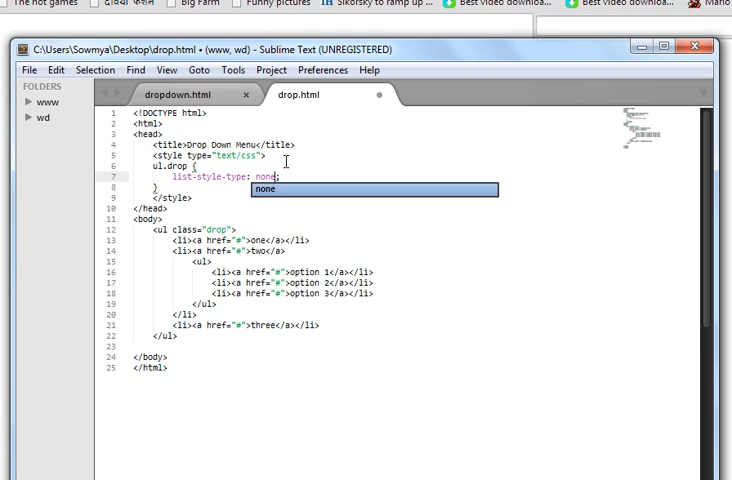 The hot games दविया फंक्शन Big Farm Funny pictures IH Sikorsky to ramp up ... Best video downloa... Best video downloa... Mario
C:\Users\Sowmya\Desktop\drop.html • (www, wd) - Sublime Text (UNREGISTERED)
File Edit Selection Find View Goto Tools Project Preferences Help
FOLDERS
www
wd
dropdown.html × drop.html
1 <!DOCTYPE html>
2 <html>
3 <head>
4 <title>Drop Down Menu</title>
5 <style type="text/css">
6 ul.drop {
7 list-style-type: none;
none
8 }
9 </style>
10 </head>
11 <body>
12 <ul class="drop">
13 <li><a href="#">one</a></li>
14 <li><a href="#">two</a>
15 <ul>
16 <li><a href="#">option 1</a></li>
17 <li><a href="#">option 2</a></li>
18 <li><a href="#">option 3</a></li>
19 </ul>
20 </li>
21 <li><a href="#">three</a></li>
22 </ul>
23
24 </body>
25 </html>